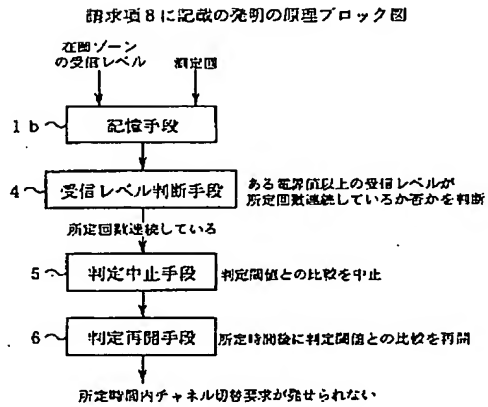 請求項8に記載の発明の原理ブロック図
在圏ゾーン
の受信レベル
測定回
1b
記憶手段
4
受信レベル判断手段
ある電界値以上の受信レベルが
所定回数連続しているか否かを判断
所定回数連続している
5
判定中止手段
判定閾値との比較を中止
6
判定再開手段
所定時間後に判定閾値との比較を再開
所定時間内チャネル切替要求が発せられない